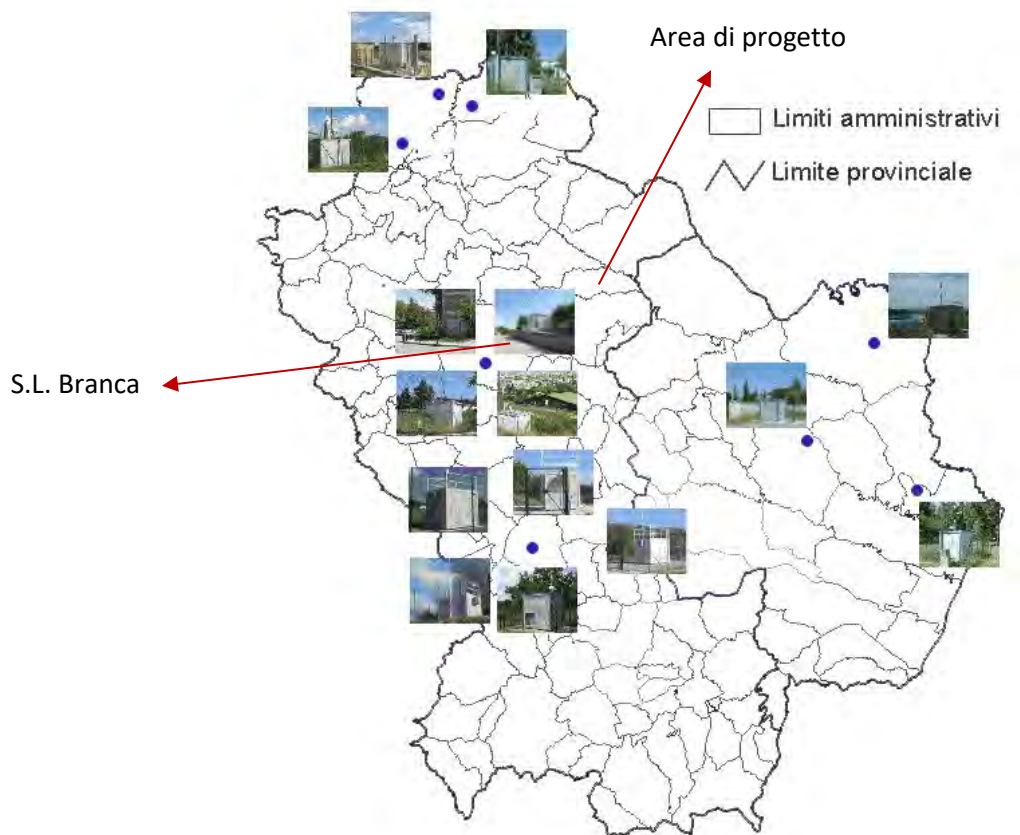 Area di progetto
Limiti amministrativi
Limite provinciale
S.L. Branca